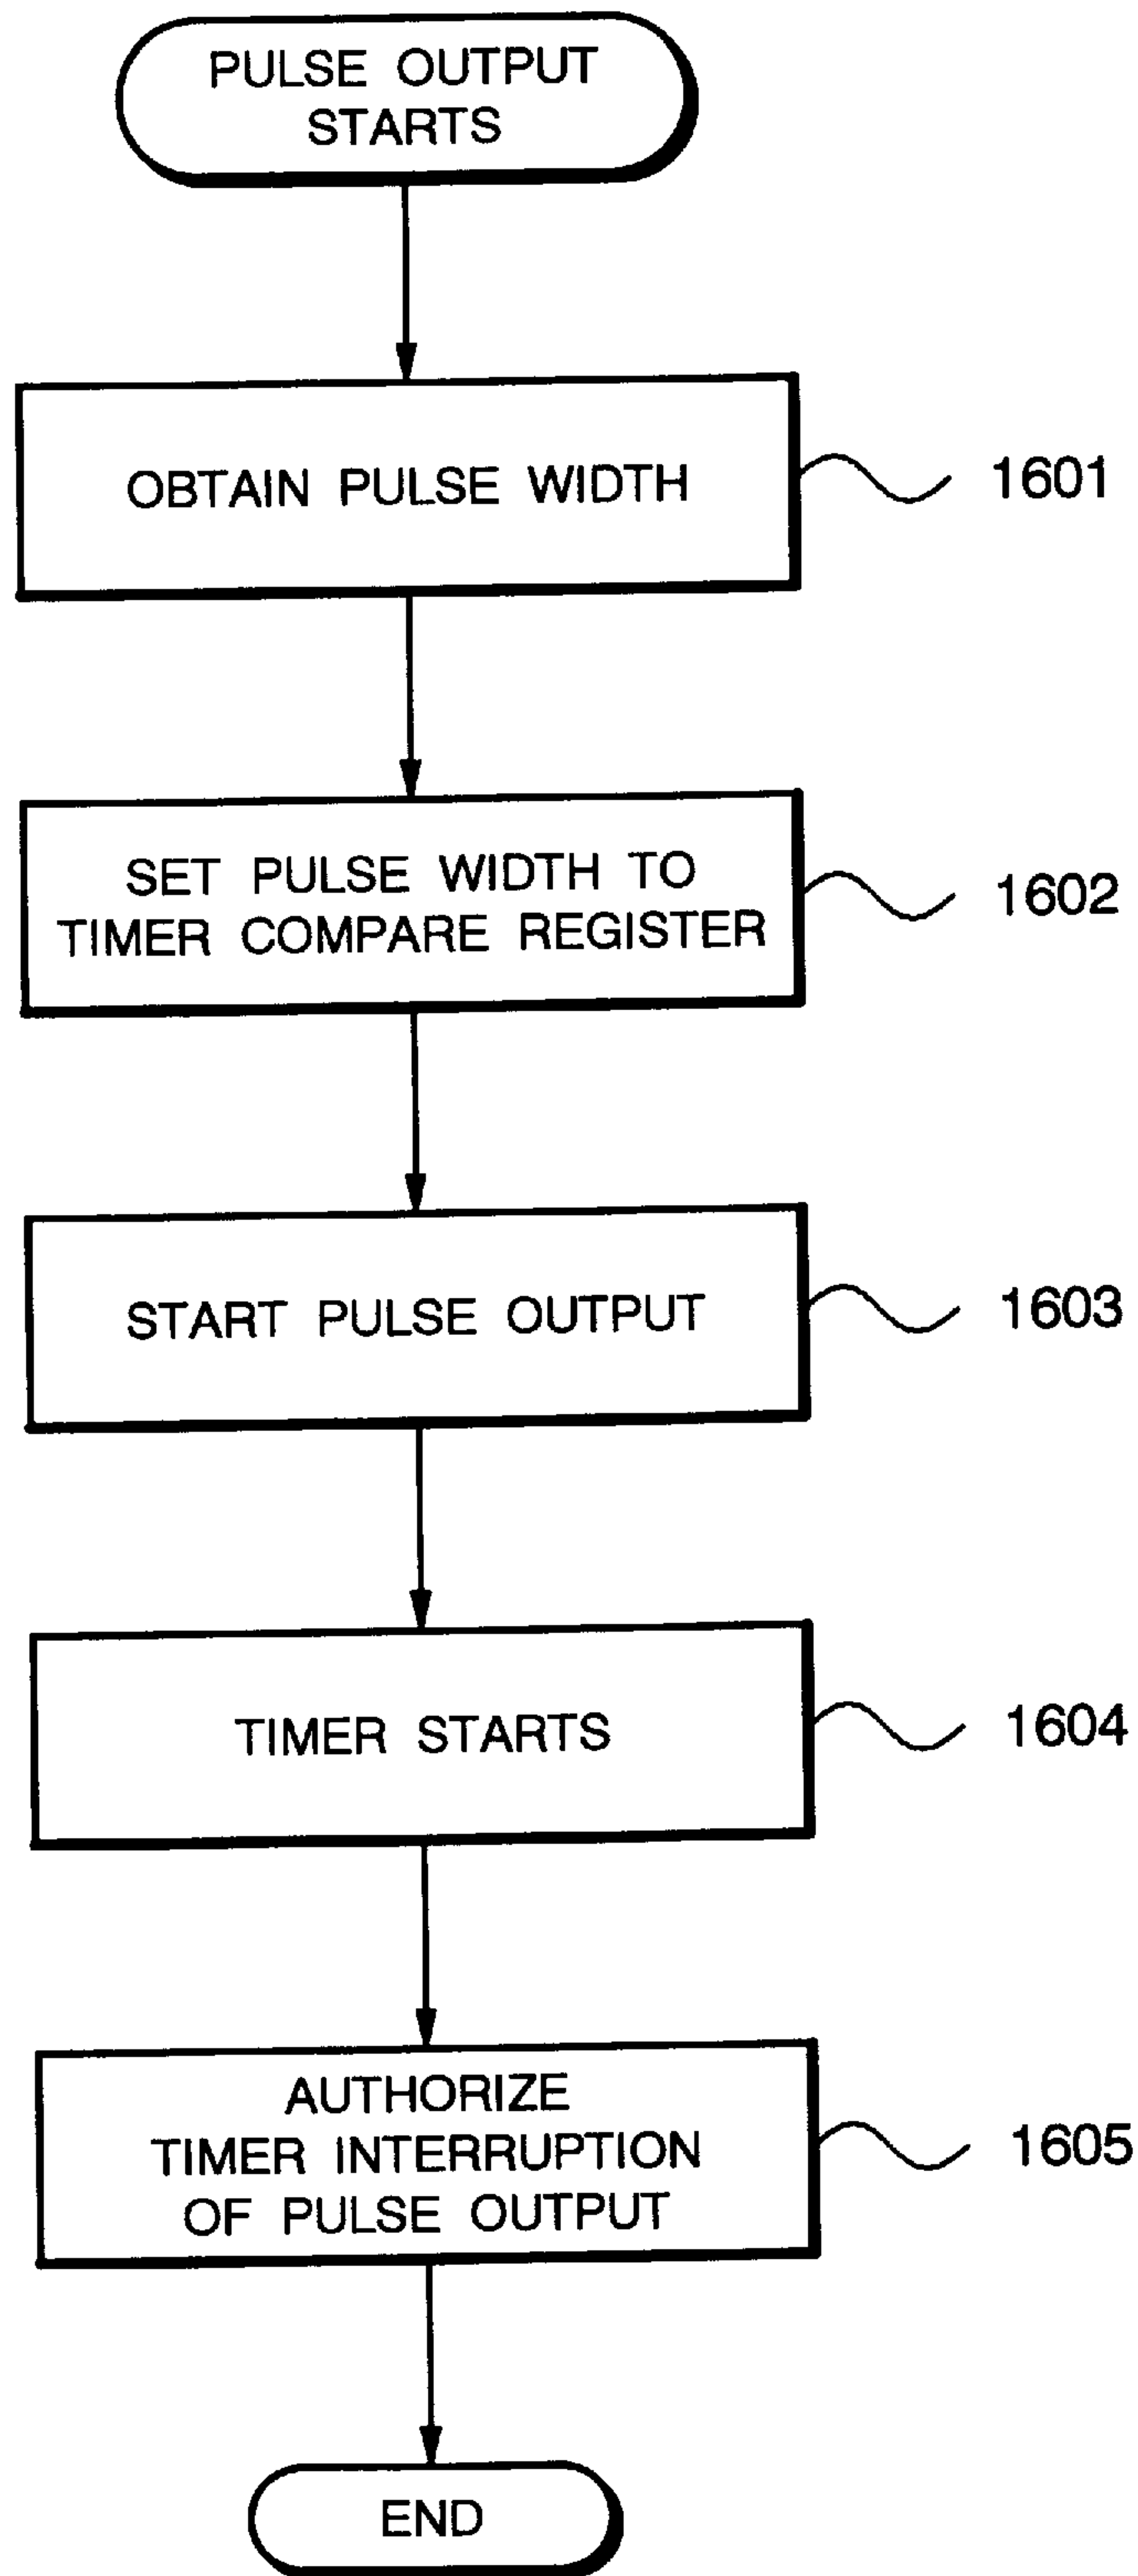 PULSE OUTPUT
STARTS
OBTAIN PULSE WIDTH
1601
SET PULSE WIDTH TO
TIMER COMPARE REGISTER
1602
START PULSE OUTPUT
1603
TIMER STARTS
1604
AUTHORIZE
TIMER INTERRUPTION
OF PULSE OUTPUT
1605
END